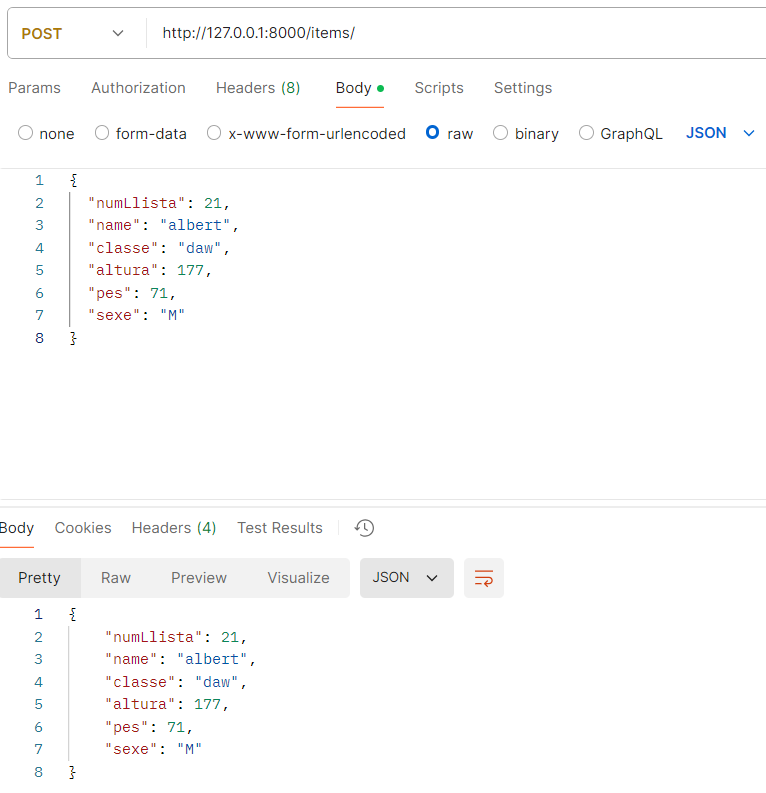 POST http://127.0.0.1:8000/items/
Params Authorization Headers (8) Body Scripts Settings
none form-data x-www-form-urlencoded raw binary GraphQL JSON
1 {
2 "numLlista": 21,
3 "name": "albert",
4 "classe": "daw",
5 "altura": 177,
6 "pes": 71,
7 "sexe": "M"
8 }
Body Cookies Headers (4) Test Results
Pretty Raw Preview Visualize JSON
1 {
2 "numLlista": 21,
3 "name": "albert",
4 "classe": "daw",
5 "altura": 177,
6 "pes": 71,
7 "sexe": "M"
8 }